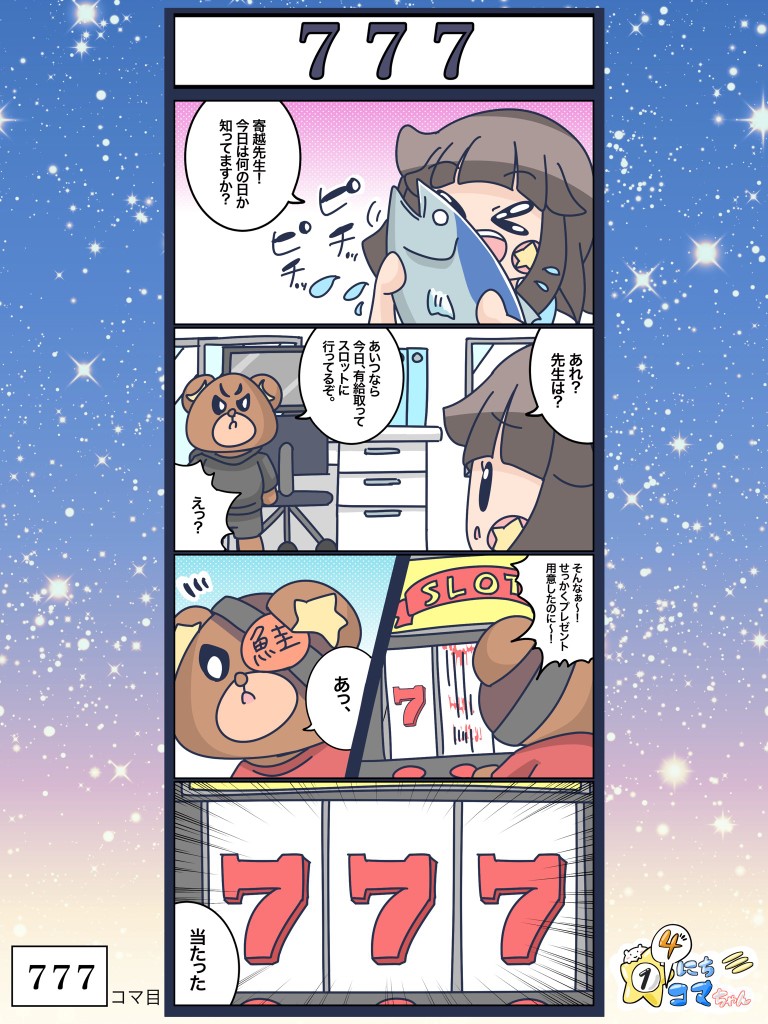 777
寄越先生！
今日は何の日か
知ってますか？
ピチッ
ピチッ
あれ？
先生は？
あいつなら
今日、有給取って
スロットに
行ってるぞ。
えっ？
そんなぁ〜！
せっかくプレゼント
用意したのに〜！
SLOT
7
鮭
あっ、
777
当たった
777
コマ目
1にち
4コマちゃん